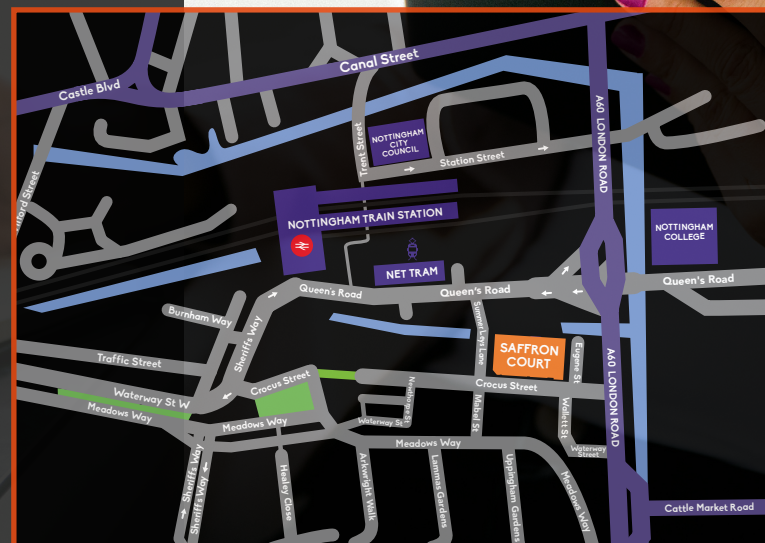 Canal Street
Castle Blvd
A60 LONDON ROAD
Trent Street
NOTTINGHAM
CITY
COUNCIL
Station Street
NOTTINGHAM TRAIN STATION
NOTTINGHAM
COLLEGE
NET TRAM
Queen's Road
Queen's Road
Queen's Road
Burnham Way
Sheriffs Way
Summer Leys Lane
SAFFRON
COURT
Eugene St
A60 LONDON ROAD
Traffic Street
Crocus Street
Crocus Street
Waterway St W
Meadows Way
Meadows Way
Newthorpe St
Waterway St
Mabel St
Wallett St
Waterway
Street
Meadows Way
Sheriffs Way
Sheriffs Way
Healey Close
Arkwright Walk
Lammas Gardens
Uppingham Gardens
Meadows Way
Cattle Market Road